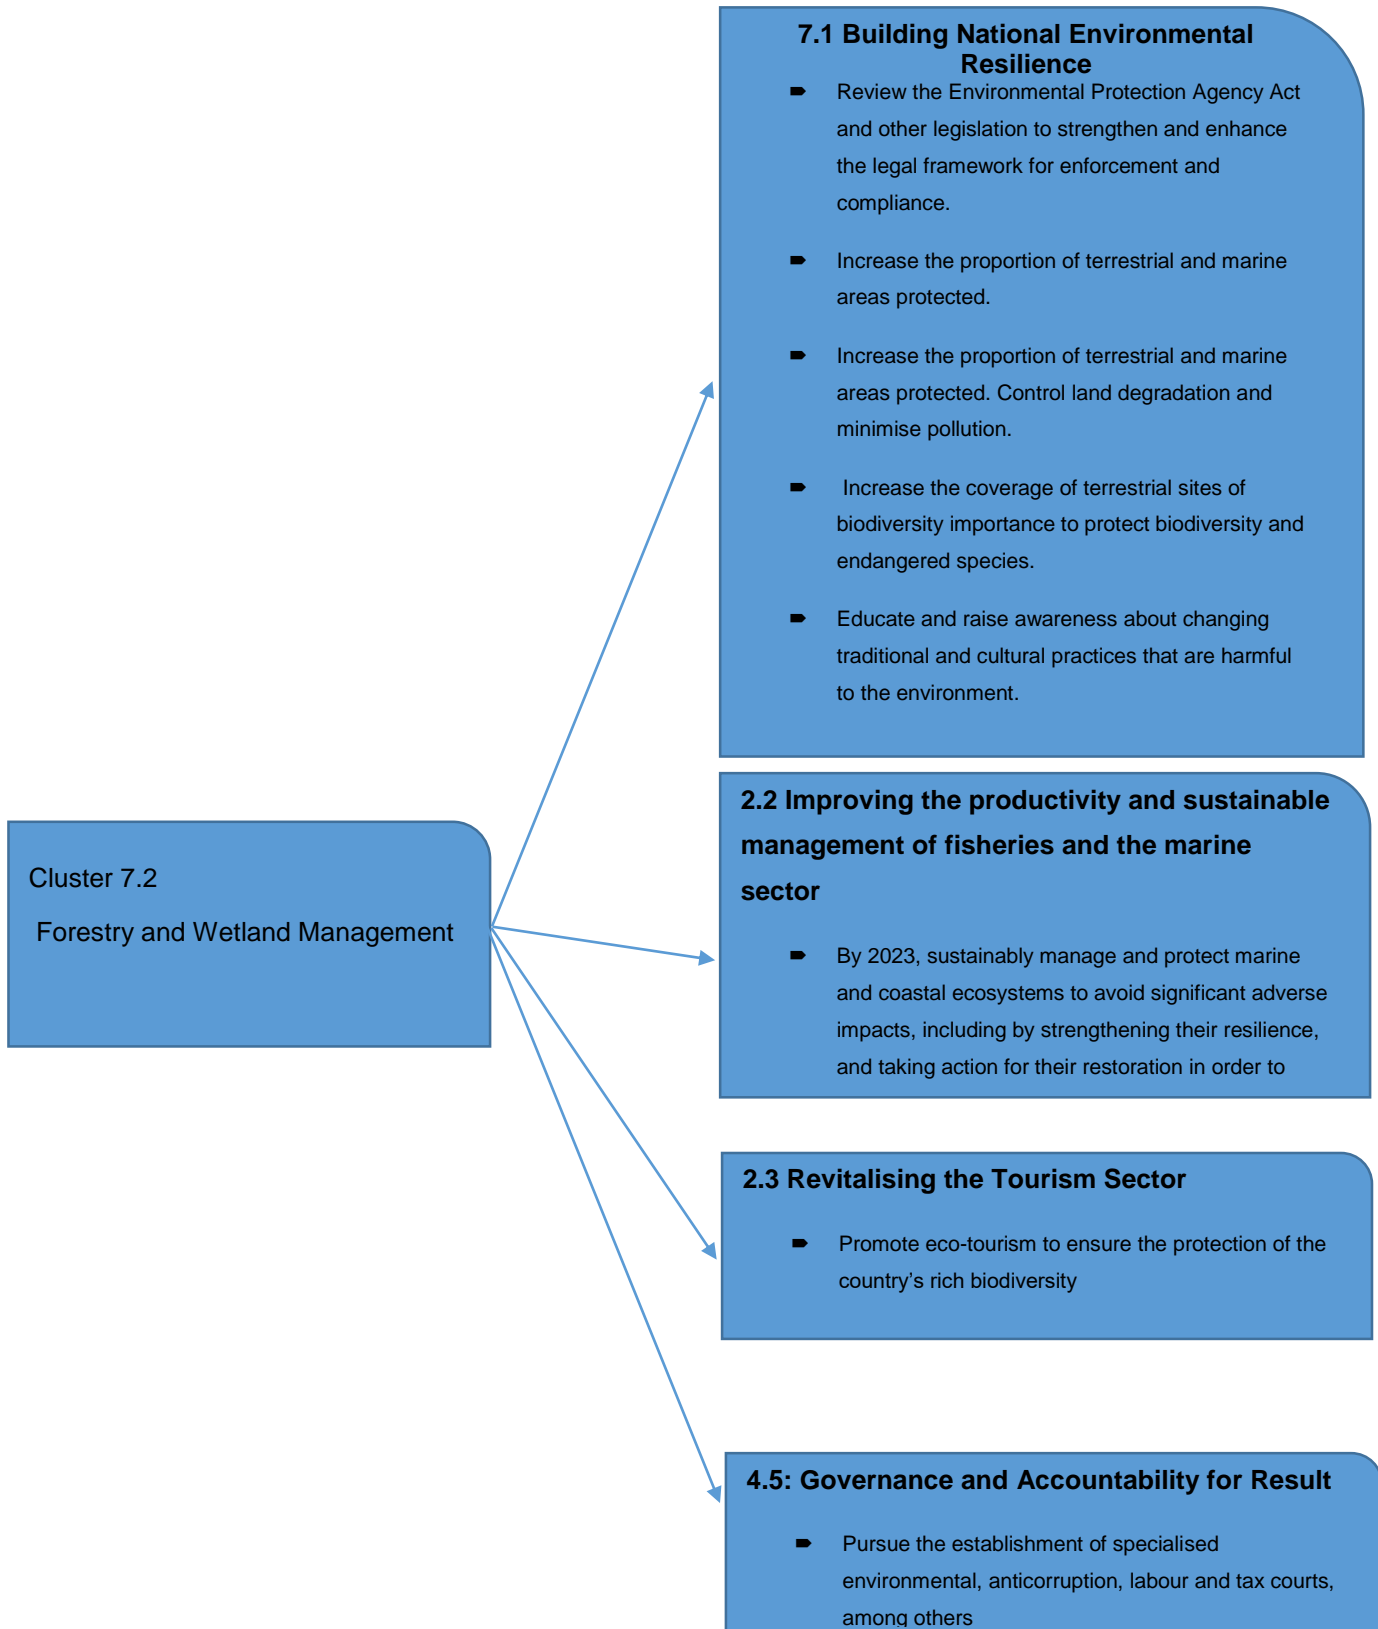 7.1 Building National Environmental
Resilience
Review the Environmental Protection Agency Act
and other legislation to strengthen and enhance
the legal framework for enforcement and
compliance.
Increase the proportion of terrestrial and marine
areas protected.
Increase the proportion of terrestrial and marine
areas protected. Control land degradation and
minimise pollution.
Increase the coverage of terrestrial sites of
biodiversity importance to protect biodiversity and
endangered species.
Educate and raise awareness about changing
traditional and cultural practices that are harmful
to the environment.
Cluster 7.2
Forestry and Wetland Management
2.2 Improving the productivity and sustainable
management of fisheries and the marine
sector
By 2023, sustainably manage and protect marine
and coastal ecosystems to avoid significant adverse
impacts, including by strengthening their resilience,
and taking action for their restoration in order to
2.3 Revitalising the Tourism Sector
Promote eco-tourism to ensure the protection of the
country’s rich biodiversity
4.5: Governance and Accountability for Result
Pursue the establishment of specialised
environmental, anticorruption, labour and tax courts,
among others